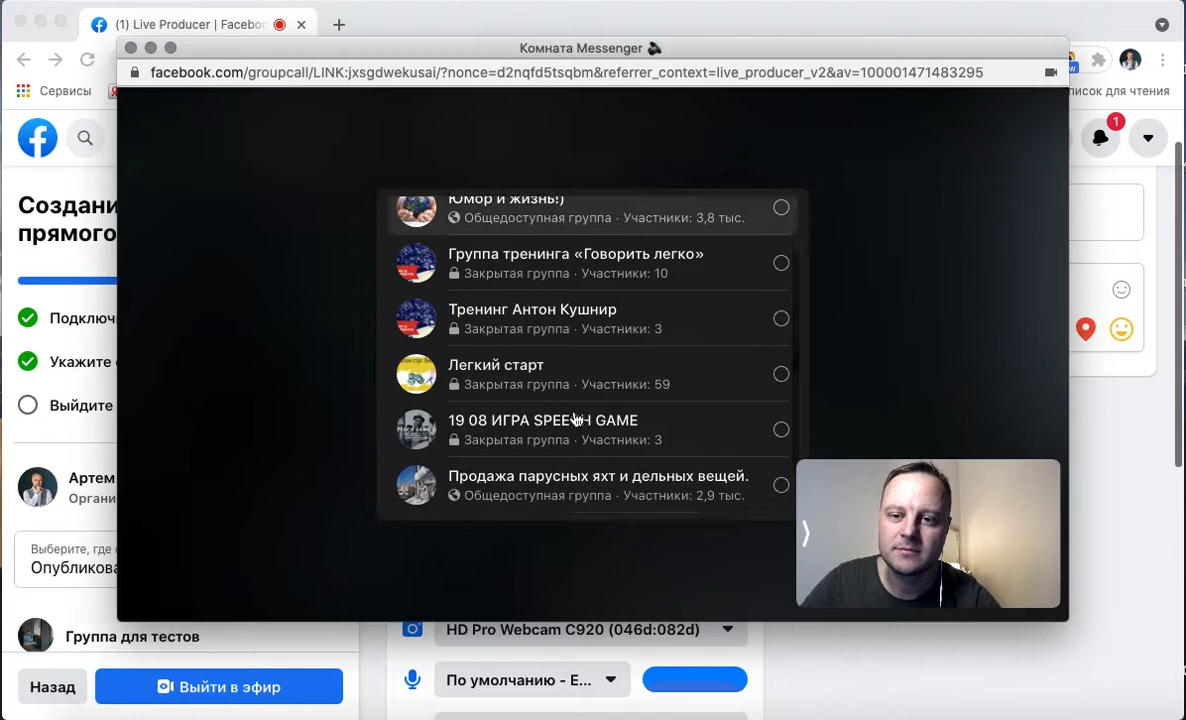 (1) Live Producer | Facebo
Комната Messenger
facebook.com/groupcall/LINK:jxsgdwekusai/?nonce=d2nqfd5tsqbm&referrer_context=live_producer_v2&av=100001471483295
Сервисы
писок для чтения
1
Создани
прямого
Подключ
Укажите
Выйдите
Артем
Органи
Выберите, где
Опубликова
Группа для тестов
Назад
Выйти в эфир
Юмор и жизнь!)
Общедоступная группа · Участники: 3,8 тыс.
Группа тренинга «Говорить легко»
Закрытая группа · Участники: 10
Тренинг Антон Кушнир
Закрытая группа · Участники: 3
Легкий старт
Закрытая группа · Участники: 59
19 08 ИГРА SPEECH GAME
Закрытая группа · Участники: 3
Продажа парусных яхт и дельных вещей.
Общедоступная группа · Участники: 2,9 тыс.
HD Pro Webcam C920 (046d:082d)
По умолчанию - E...